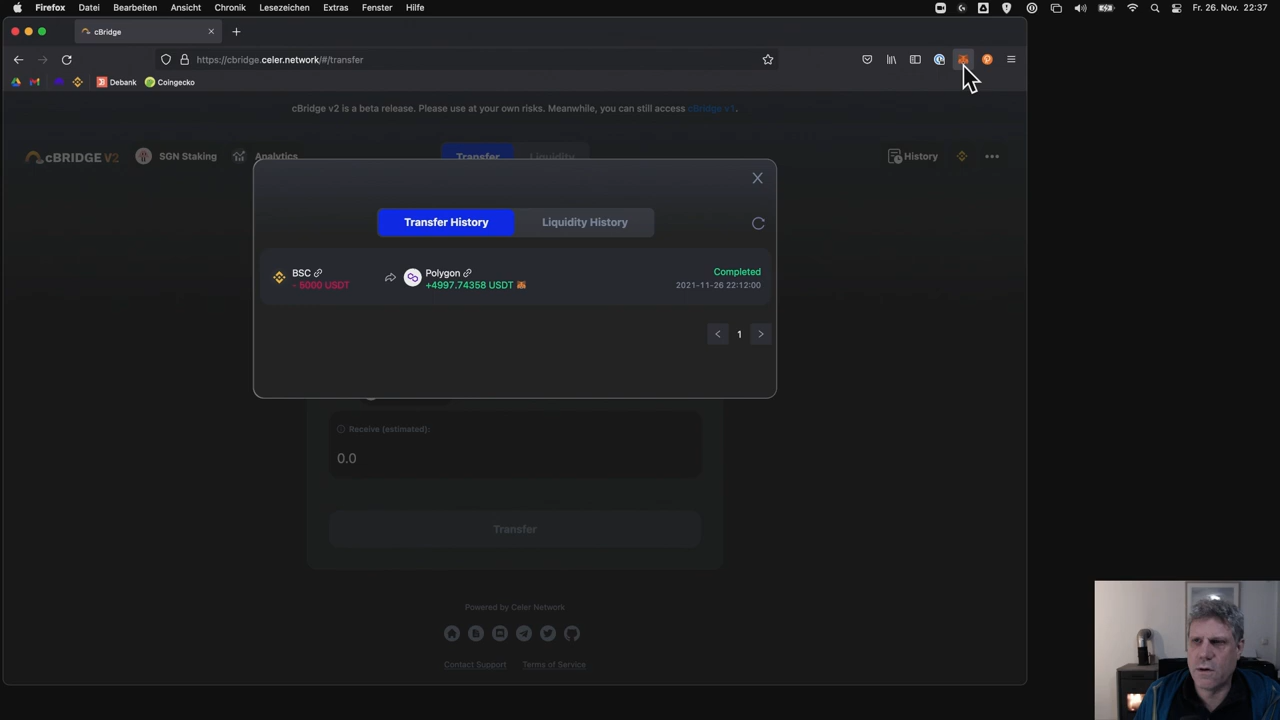 Firefox Datei Bearbeiten Ansicht Chronik Lesezeichen Extras Fenster Hilfe Fr. 26. Nov. 22:37
cBridge
https://cbridge.celer.network/#/transfer
Debank Coingecko
cBridge v2 is a beta release. Please use at your own risks. Meanwhile, you can still access cBridge v1.
cBRIDGE V2 SGN Staking Analytics Transfer Liquidity History
Transfer History Liquidity History
BSC Polygon Completed
- 5000 USDT +4997.74358 USDT 2021-11-26 22:12:00
1
Receive (estimated):
0.0
Transfer
Powered by Celer Network
Contact Support Terms of Service